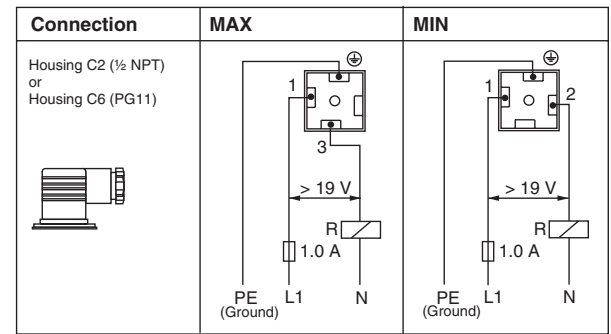 Connection
MAX
MIN
Housing C2 (½ NPT)
or
Housing C6 (PG11)
1
3
> 19 V
R
1.0 A
PE
(Ground)
L1
N
1
2
> 19 V
R
1.0 A
PE
(Ground)
L1
N